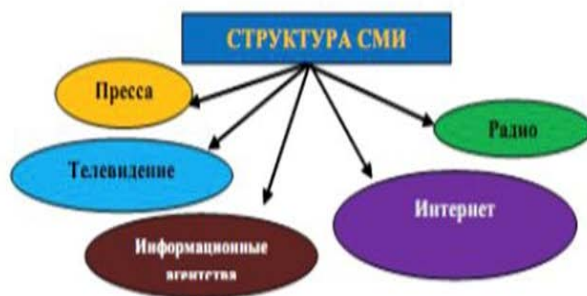 СТРУКТУРА СМИ
Пресса
Радио
Телевидение
Интернет
Информационные
агентства